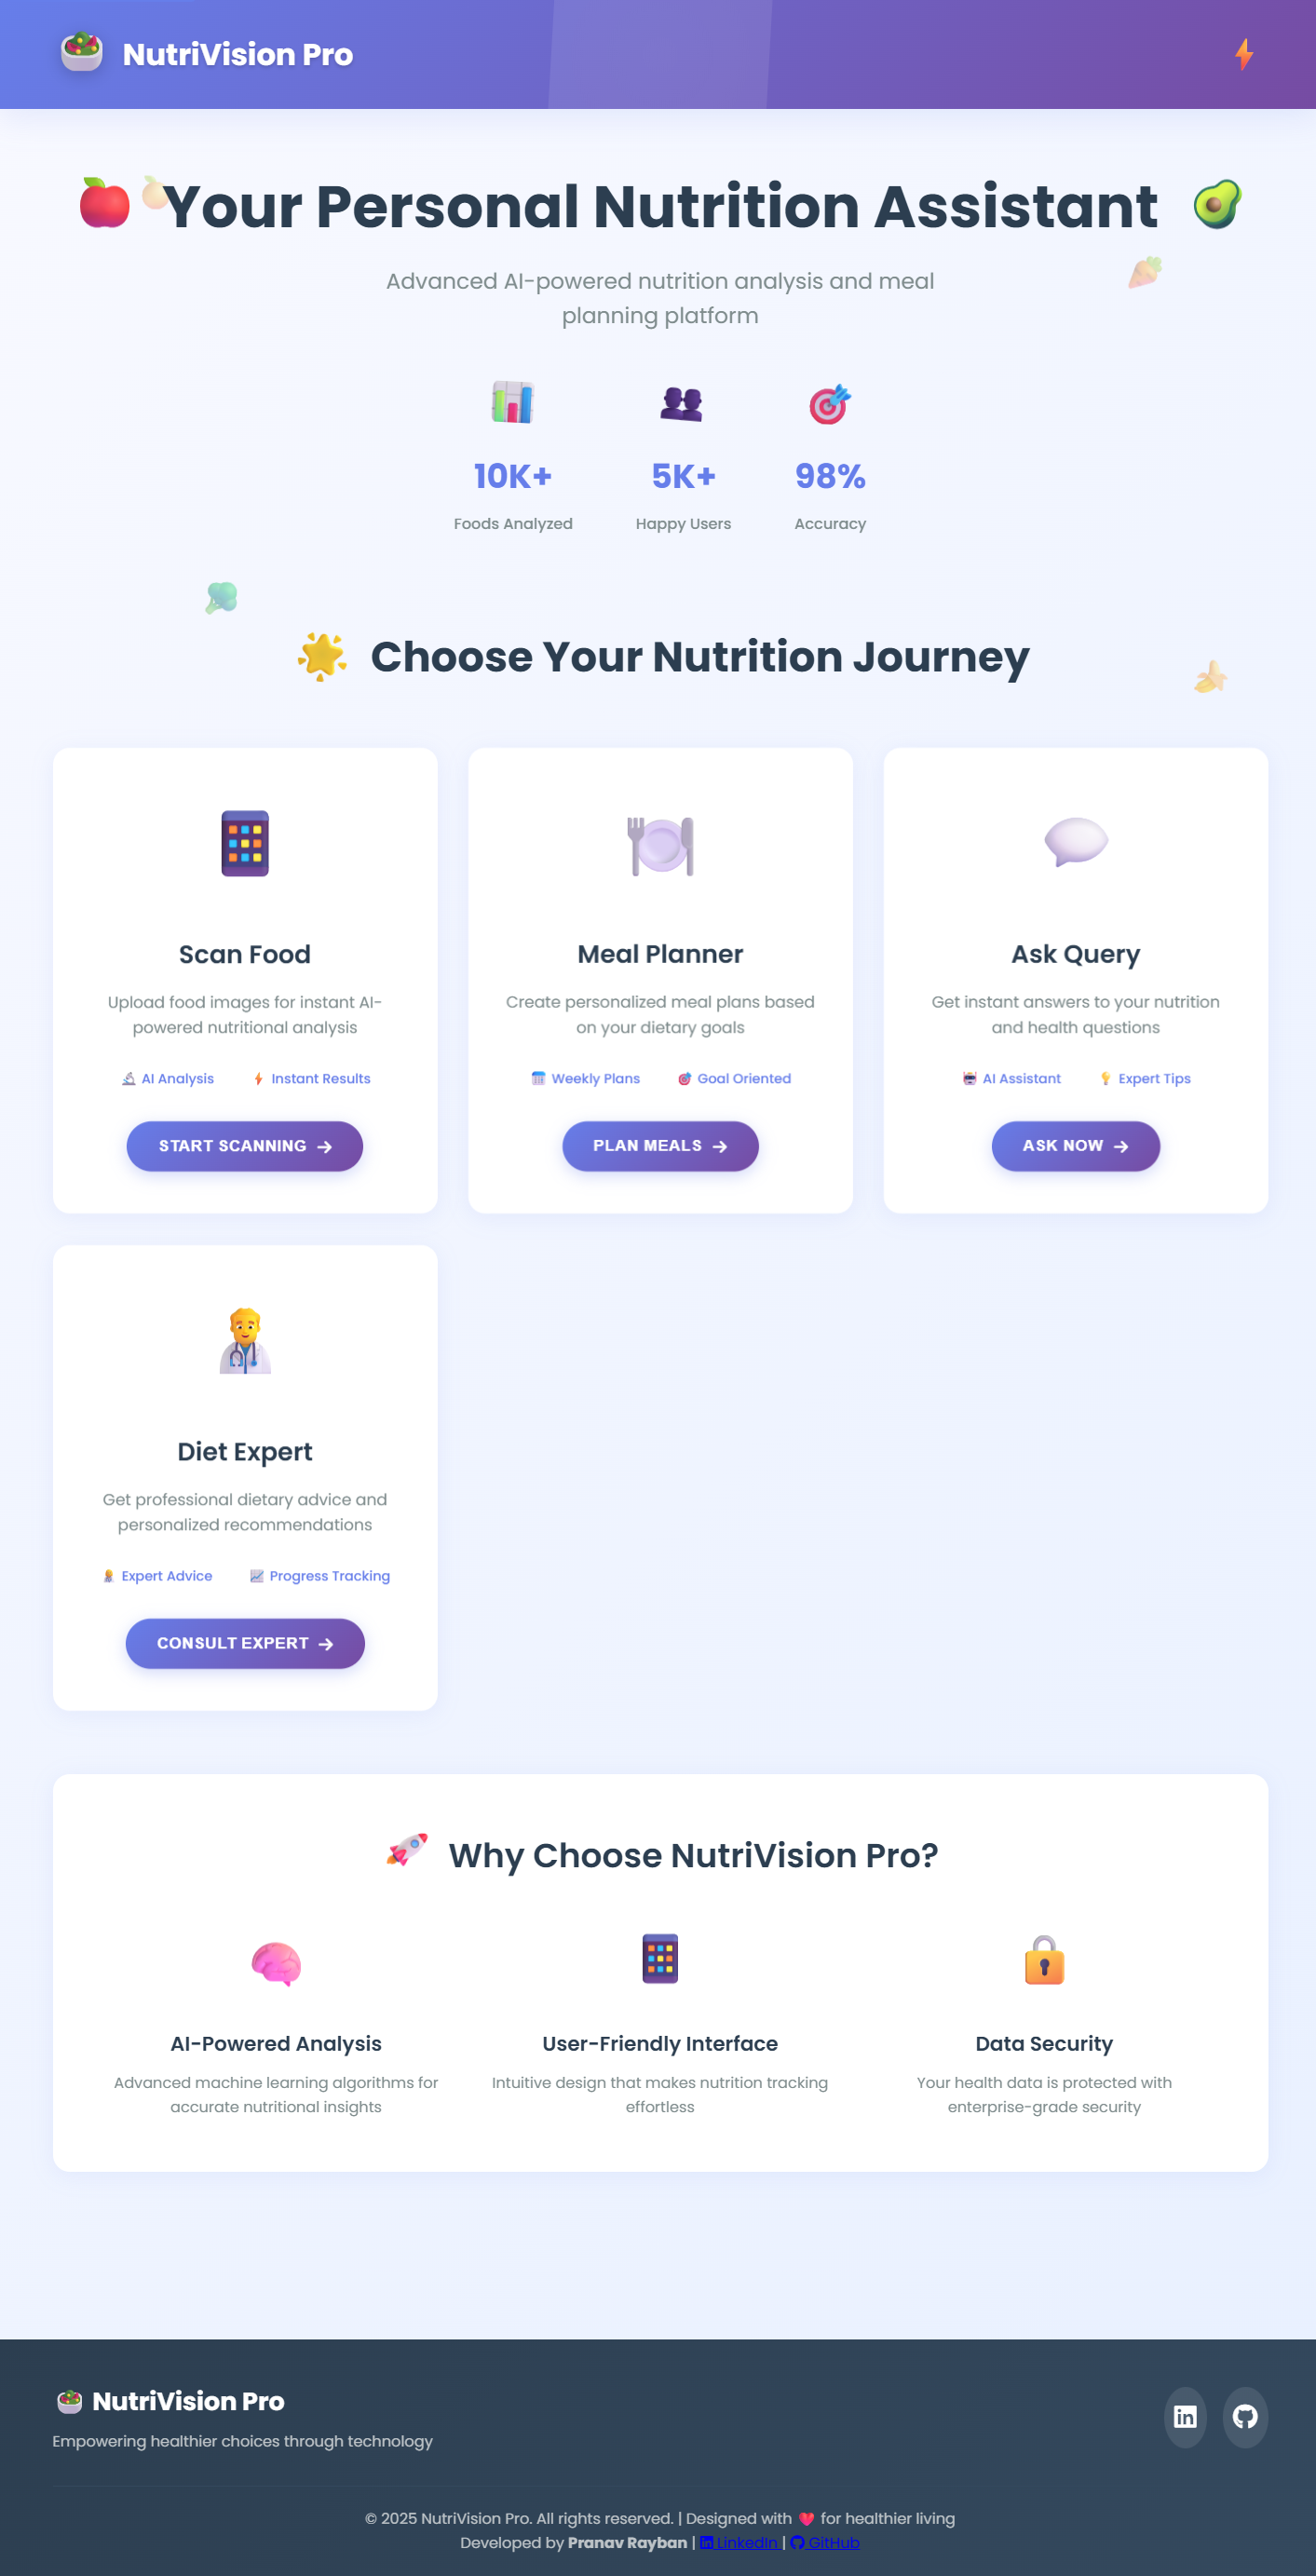 NutriVision Pro
Your Personal Nutrition Assistant
Advanced AI-powered nutrition analysis and meal
planning platform
10K+
Foods Analyzed
5K+
Happy Users
98%
Accuracy
Choose Your Nutrition Journey
Scan Food
Upload food images for instant AI-
powered nutritional analysis
AI Analysis
Instant Results
START SCANNING →
Meal Planner
Create personalized meal plans based
on your dietary goals
Weekly Plans
Goal Oriented
PLAN MEALS →
Ask Query
Get instant answers to your nutrition
and health questions
AI Assistant
Expert Tips
ASK NOW →
Diet Expert
Get professional dietary advice and
personalized recommendations
Expert Advice
Progress Tracking
CONSULT EXPERT →
Why Choose NutriVision Pro?
AI-Powered Analysis
Advanced machine learning algorithms for
accurate nutritional insights
User-Friendly Interface
Intuitive design that makes nutrition tracking
effortless
Data Security
Your health data is protected with
enterprise-grade security
NutriVision Pro
Empowering healthier choices through technology
in
© 2025 NutriVision Pro. All rights reserved. | Designed with ❤️ for healthier living
Developed by Pranav Rayban | LinkedIn | GitHub